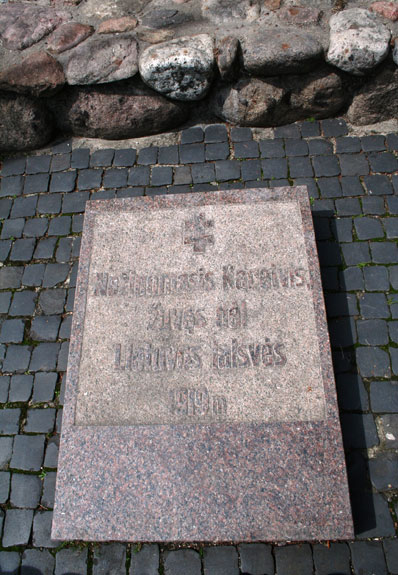 Nežinomasis Kareivis,
žuvęs dėl
Lietuvos laisvės
1919 m